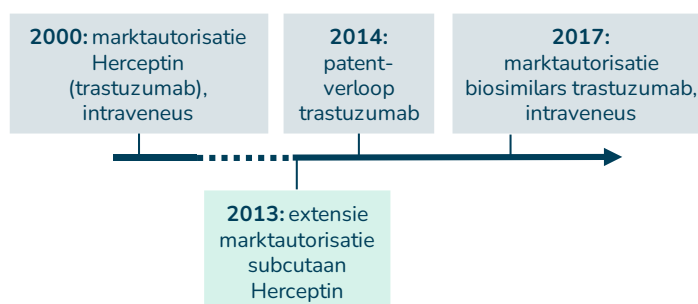 2000: marktautorisatie
Herceptin
(trastuzumab),
intraveneus
2014:
patent-
verloop
trastuzumab
2017:
marktautorisatie
biosimilars trastuzumab,
intraveneus
2013: extensie
marktautorisatie
subcutaan
Herceptin